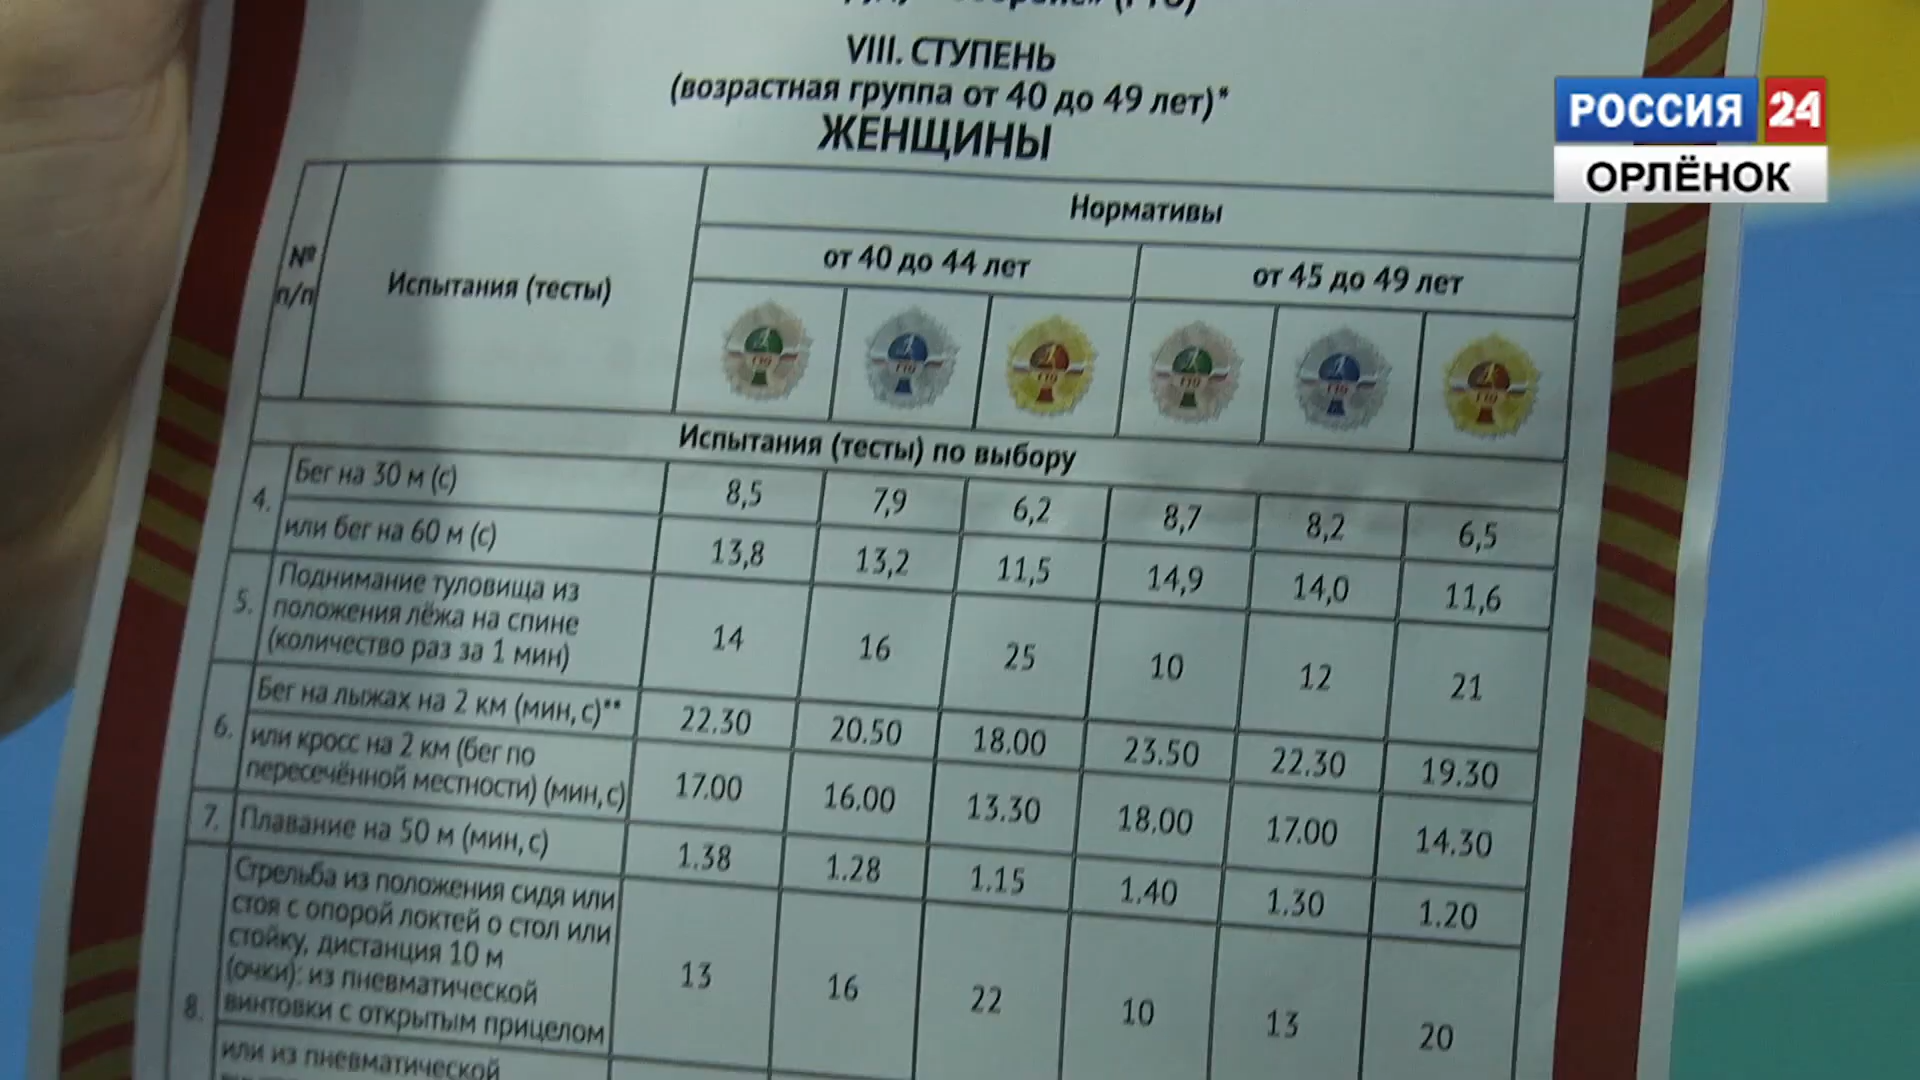 (ГТО)
VIII. СТУПЕНЬ
(возрастная группа от 40 до 49 лет)*
ЖЕНЩИНЫ
РОССИЯ 24
ОРЛЁНОК
№ п/п
Испытания (тесты)
Нормативы
от 40 до 44 лет
от 45 до 49 лет
ГТО ГТО ГТО ГТО ГТО ГТО
Испытания (тесты) по выбору
4. Бег на 30 м (с) 8,5 7,9 6,2 8,7 8,2 6,5
или бег на 60 м (с) 13,8 13,2 11,5 14,9 14,0 11,6
5. Поднимание туловища из
положения лёжа на спине
(количество раз за 1 мин) 14 16 25 10 12 21
6. Бег на лыжах на 2 км (мин, с)** 22.30 20.50 18.00 23.50 22.30 19.30
или кросс на 2 км (бег по
пересечённой местности) (мин, с) 17.00 16.00 13.30 18.00 17.00 14.30
7. Плавание на 50 м (мин, с) 1.38 1.28 1.15 1.40 1.30 1.20
8. Стрельба из положения сидя или
стоя с опорой локтей о стол или
стойку, дистанция 10 м
(очки): из пневматической
винтовки с открытым прицелом 13 16 22 10 13 20
или из пневматической